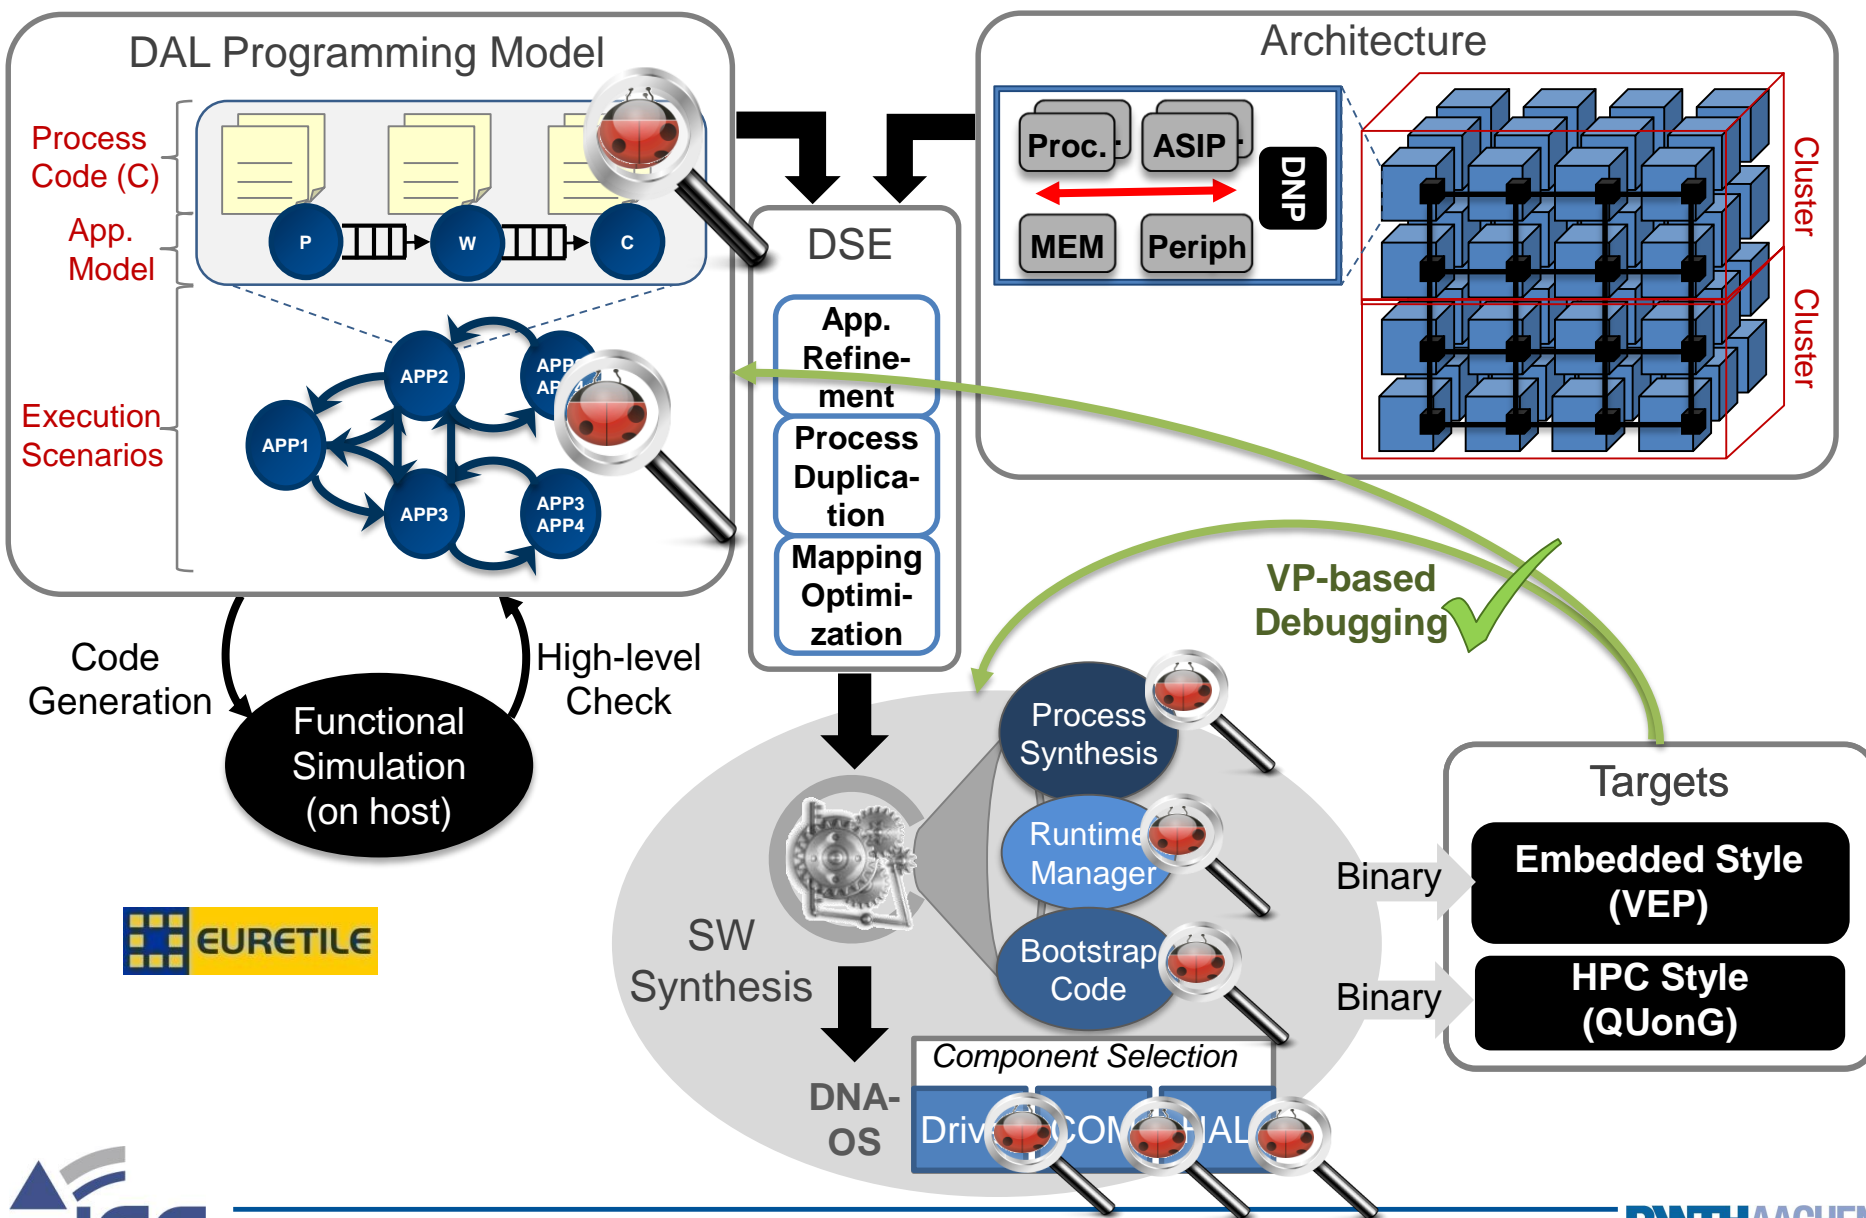 DAL Programming Model
Process
Code (C)
App.
Model
Execution
Scenarios
P
W
C
APP2
APP1
APP3
APP3
APP4
Code
Generation
High-level
Check
Functional
Simulation
(on host)
EURETILE
DSE
App.
Refine-
ment
Process
Duplica-
tion
Mapping
Optimi-
zation
Architecture
Proc.
ASIP
DNP
MEM
Periph
Cluster
Cluster
VP-based
Debugging
SW
Synthesis
Process
Synthesis
Runtime
Manager
Bootstrap
Code
DNA-
OS
Component Selection
COM
HAL
Binary
Binary
Targets
Embedded Style
(VEP)
HPC Style
(QUonG)